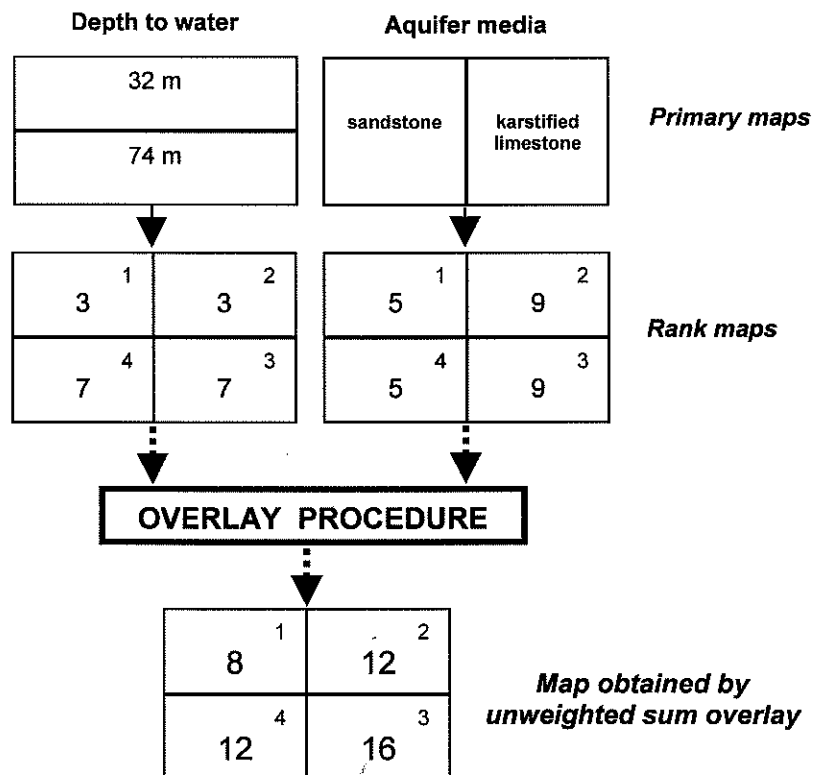 Depth to water
Aquifer media
32 m
74 m
sandstone
karstified
limestone
Primary maps
1
3
2
3
4
7
3
7
1
5
2
9
4
5
3
9
Rank maps
OVERLAY PROCEDURE
1
8
2
12
4
12
3
16
Map obtained by
unweighted sum overlay